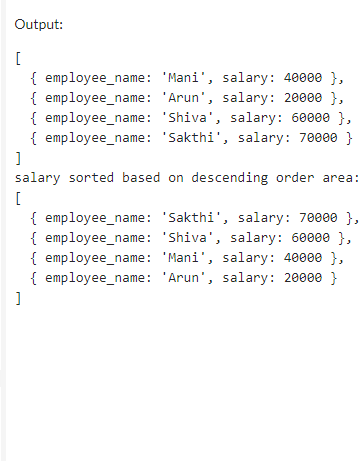 Output:
[
{ employee_name: 'Mani', salary: 40000 },
{ employee_name: 'Arun', salary: 20000 },
{ employee_name: 'Shiva', salary: 60000 },
{ employee_name: 'Sakthi', salary: 70000 }
]
salary sorted based on descending order area:
[
{ employee_name: 'Sakthi', salary: 70000 },
{ employee_name: 'Shiva', salary: 60000 },
{ employee_name: 'Mani', salary: 40000 },
{ employee_name: 'Arun', salary: 20000 }
]